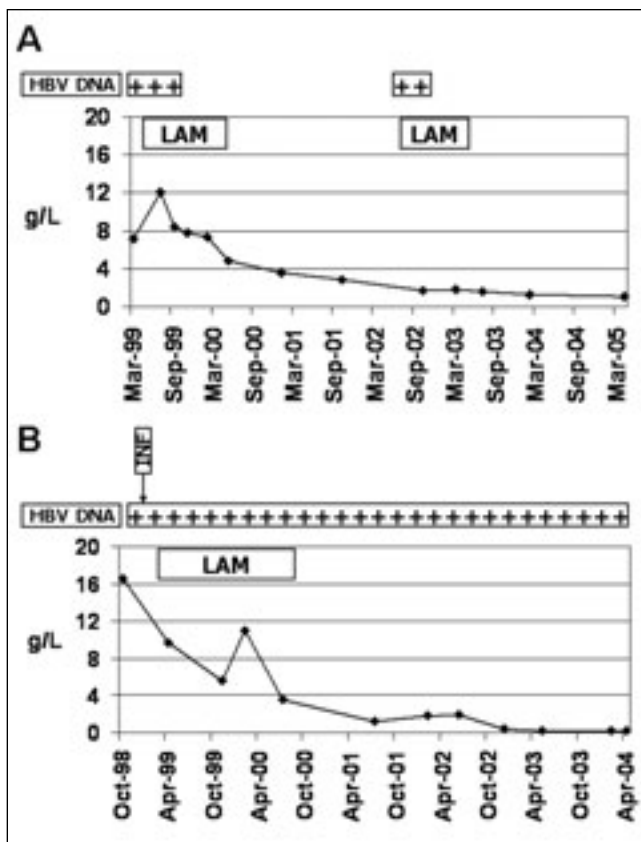 A
HBV DNA +++ ++
20
LAM LAM
16
12
g/L
8
4
0
Mar-99 Sep-99 Mar-00 Sep-00 Mar-01 Sep-01 Mar-02 Sep-02 Mar-03 Sep-03 Mar-04 Sep-04 Mar-05
B
INF
HBV DNA +++++++++++++++++++++++++++
20
LAM
16
12
g/L
8
4
0
Oct-98 Apr-99 Oct-99 Apr-00 Oct-00 Apr-01 Oct-01 Apr-02 Oct-02 Apr-03 Oct-03 Apr-04